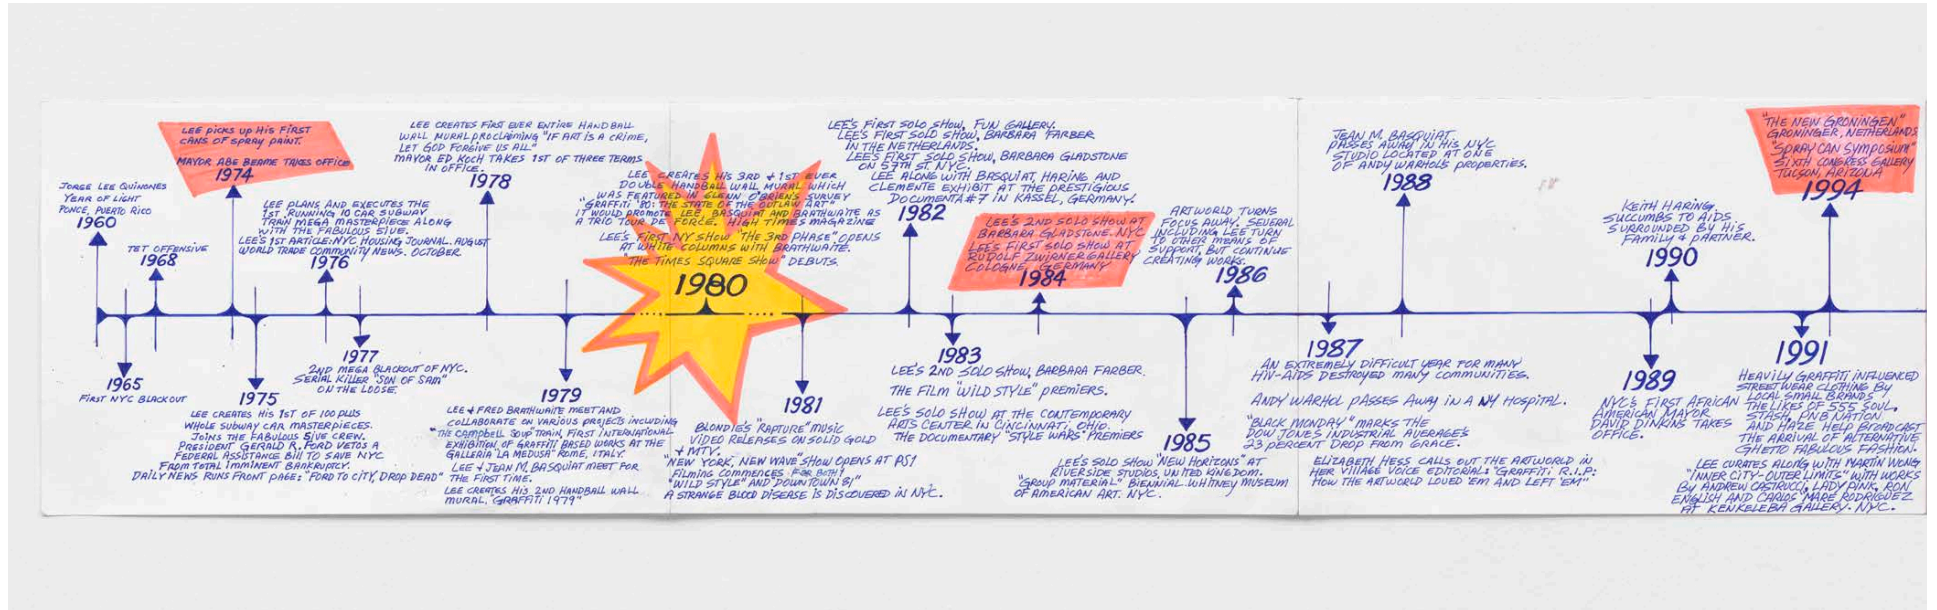 JORGE LEE QUINONES
YEAR OF LIGHT
PONCE, PUERTO RICO
1960
1965
FIRST NYC BLACKOUT
TET OFFENSIVE
1968
LEE PICKS UP HIS FIRST
CANS OF SPRAY PAINT.
MAYOR ABE BEAME TAKES OFFICE
1974
1975
LEE CREATES HIS 1ST OF 100 PLUS
WHOLE SUBWAY CAR MASTERPIECES.
JOINS THE FABULOUS 5IVE CREW.
PRESIDENT GERALD R. FORD VETOS A
FEDERAL ASSISTANCE BILL TO SAVE NYC
FROM TOTAL IMMINENT BANKRUPTCY.
DAILY NEWS RUNS FRONT PAGE: "FORD TO CITY, DROP DEAD"
LEE PLANS AND EXECUTES THE
1ST RUNNING 10 CAR SUBWAY
TRAIN MEGA MASTERPIECE ALONG
WITH THE FABULOUS 5IVE.
LEE'S 1ST ARTICLE: NYC HOUSING JOURNAL. AUGUST
WORLD TRADE COMMUNITY NEWS. OCTOBER.
1976
1977
2ND MEGA BLACKOUT OF NYC.
SERIAL KILLER "SON OF SAM"
ON THE LOOSE.
LEE CREATES FIRST EVER ENTIRE HANDBALL
WALL MURAL PROCLAIMING "IF ART IS A CRIME,
LET GOD FORGIVE US ALL"
MAYOR ED KOCH TAKES 1ST OF THREE TERMS
IN OFFICE.
1978
1979
LEE & FRED BRATHWAITE MEET AND
COLLABORATE ON VARIOUS PROJECTS INCLUDING
"THE CAMPBELL SOUP" TRAIN, FIRST INTERNATIONAL
EXHIBITION OF GRAFFITI BASED WORKS AT THE
GALLERIA "LA MEDUSA" ROME, ITALY.
LEE & JEAN M. BASQUIAT MEET FOR
THE FIRST TIME.
LEE CREATES HIS 2ND HANDBALL WALL
MURAL, "GRAFFITI 1979"
LEE CREATES HIS 3RD & 1ST EVER
DOUBLE HANDBALL WALL MURAL WHICH
WAS FEATURED IN GLENN O'BRIEN'S SURVEY
"GRAFFITI '80: THE STATE OF THE OUTLAW ART"
IT WOULD PROMOTE LEE, BASQUIAT AND BRATHWAITE AS
A TRIO TOUR DE FORCE. HIGH TIMES MAGAZINE
LEE'S FIRST NY SHOW "THE 3RD PHASE" OPENS
AT WHITE COLUMNS WITH BRATHWAITE.
"THE TIMES SQUARE SHOW" DEBUTS.
1980
1981
BLONDIE'S "RAPTURE" MUSIC
VIDEO RELEASES ON SOLID GOLD
& MTV.
"NEW YORK, NEW WAVE" SHOW OPENS AT PS1
FILMING COMMENCES FOR BOTH
"WILD STYLE" AND "DOWNTOWN 81"
A STRANGE BLOOD DISEASE IS DISCOVERED IN NYC.
LEE'S FIRST SOLO SHOW, FUN GALLERY.
LEE'S FIRST SOLO SHOW, BARBARA FARBER
IN THE NETHERLANDS.
LEE'S FIRST SOLO SHOW, BARBARA GLADSTONE
ON 57TH ST. NYC.
LEE ALONG WITH BASQUIAT, HARING AND
CLEMENTE EXHIBIT AT THE PRESTIGIOUS
DOCUMENTA #7 IN KASSEL, GERMANY.
1982
1983
LEE'S 2ND SOLO SHOW, BARBARA FARBER.
THE FILM "WILD STYLE" PREMIERS.
LEE'S SOLO SHOW AT THE CONTEMPORARY
ARTS CENTER IN CINCINNATI, OHIO.
THE DOCUMENTARY "STYLE WARS" PREMIERS
LEE'S 2ND SOLO SHOW AT
BARBARA GLADSTONE. NYC
LEE'S FIRST SOLO SHOW AT
RUDOLF ZWIRNER GALLERY
COLOGNE, GERMANY
1984
1985
LEE'S SOLO SHOW "NEW HORIZONS" AT
RIVERSIDE STUDIOS, UNITED KINGDOM.
"GROUP MATERIAL" BIENNIAL. WHITNEY MUSEUM
OF AMERICAN ART. NYC.
ARTWORLD TURNS
FOCUS AWAY. SEVERAL
INCLUDING LEE TURN
TO OTHER MEANS OF
SUPPORT, BUT CONTINUE
CREATING WORKS.
1986
1987
AN EXTREMELY DIFFICULT YEAR FOR MANY
HIV-AIDS DESTROYED MANY COMMUNITIES.
ANDY WARHOL PASSES AWAY IN A NY HOSPITAL.
"BLACK MONDAY" MARKS THE
DOW JONES INDUSTRIAL AVERAGE'S
23 PERCENT DROP FROM GRACE.
ELIZABETH HESS CALLS OUT THE ARTWORLD IN
HER VILLAGE VOICE EDITORIAL: "GRAFFITI R.I.P:
HOW THE ARTWORLD LOVED 'EM AND LEFT 'EM"
JEAN M. BASQUIAT
PASSES AWAY IN HIS NYC
STUDIO LOCATED AT ONE
OF ANDY WARHOL'S PROPERTIES.
1988
1989
NYC'S FIRST AFRICAN
AMERICAN MAYOR
DAVID DINKINS TAKES
OFFICE.
KEITH HARING
SUCCUMBS TO AIDS
SURROUNDED BY HIS
FAMILY & PARTNER.
1990
1991
HEAVILY GRAFFITI INFLUENCED
STREET WEAR CLOTHING BY
LOCAL SMALL BRANDS
THE LIKES OF 555 SOUL,
STASH, PNB NATION
AND HAZE HELP BROADCAST
THE ARRIVAL OF ALTERNATIVE
GHETTO FABULOUS FASHION.
LEE CURATES ALONG WITH MARTIN WONG
"INNER CITY-OUTER LIMITS" WITH WORKS
BY ANDREW CASTRUCCI, LADY PINK, RON
ENGLISH AND CARLOS "MARE" RODRIGUEZ
AT KENKELEBA GALLERY. NYC.
"THE NEW GRONINGEN"
GRONINGER, NETHERLANDS
"SPRAY CAN SYMPOSIUM"
SIXTH CONGRESS GALLERY
TUCSON, ARIZONA
1994